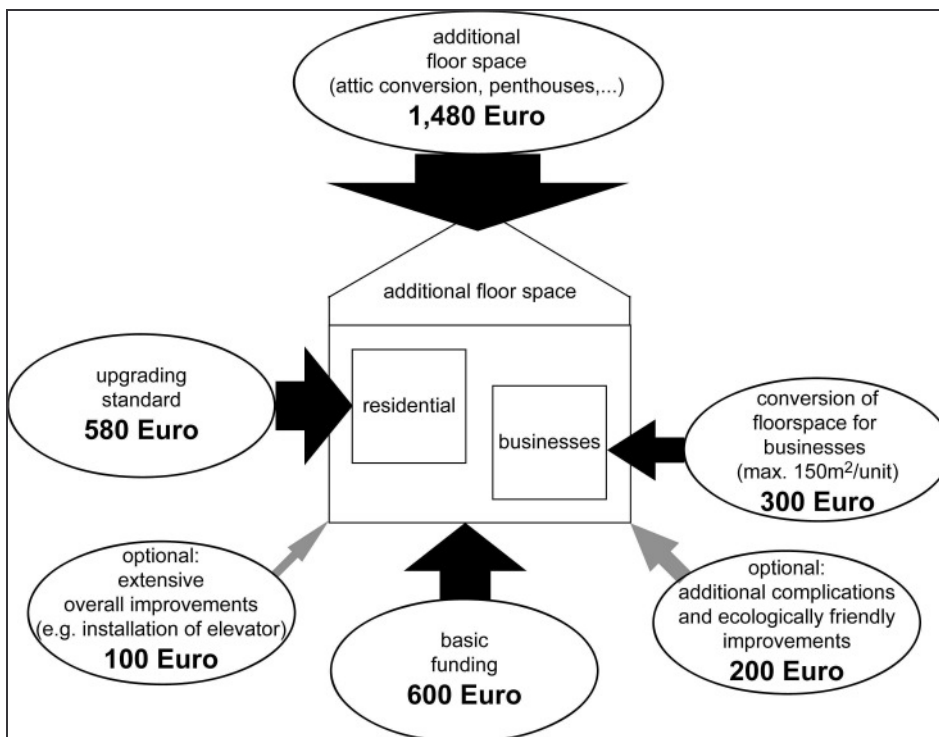 additional
floor space
(attic conversion, penthouses,...)
1,480 Euro
additional floor space
upgrading
standard
580 Euro
residential
businesses
conversion of
floorspace for
businesses
(max. 150m²/unit)
300 Euro
optional:
extensive
overall improvements
(e.g. installation of elevator)
100 Euro
basic
funding
600 Euro
optional:
additional complications
and ecologically friendly
improvements
200 Euro